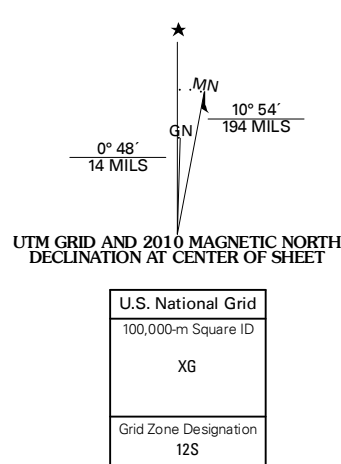 MN
10° 54´
194 MILS
GN
0° 48´
14 MILS
UTM GRID AND 2010 MAGNETIC NORTH
DECLINATION AT CENTER OF SHEET
U.S. National Grid
100,000-m Square ID
XG
Grid Zone Designation
12S